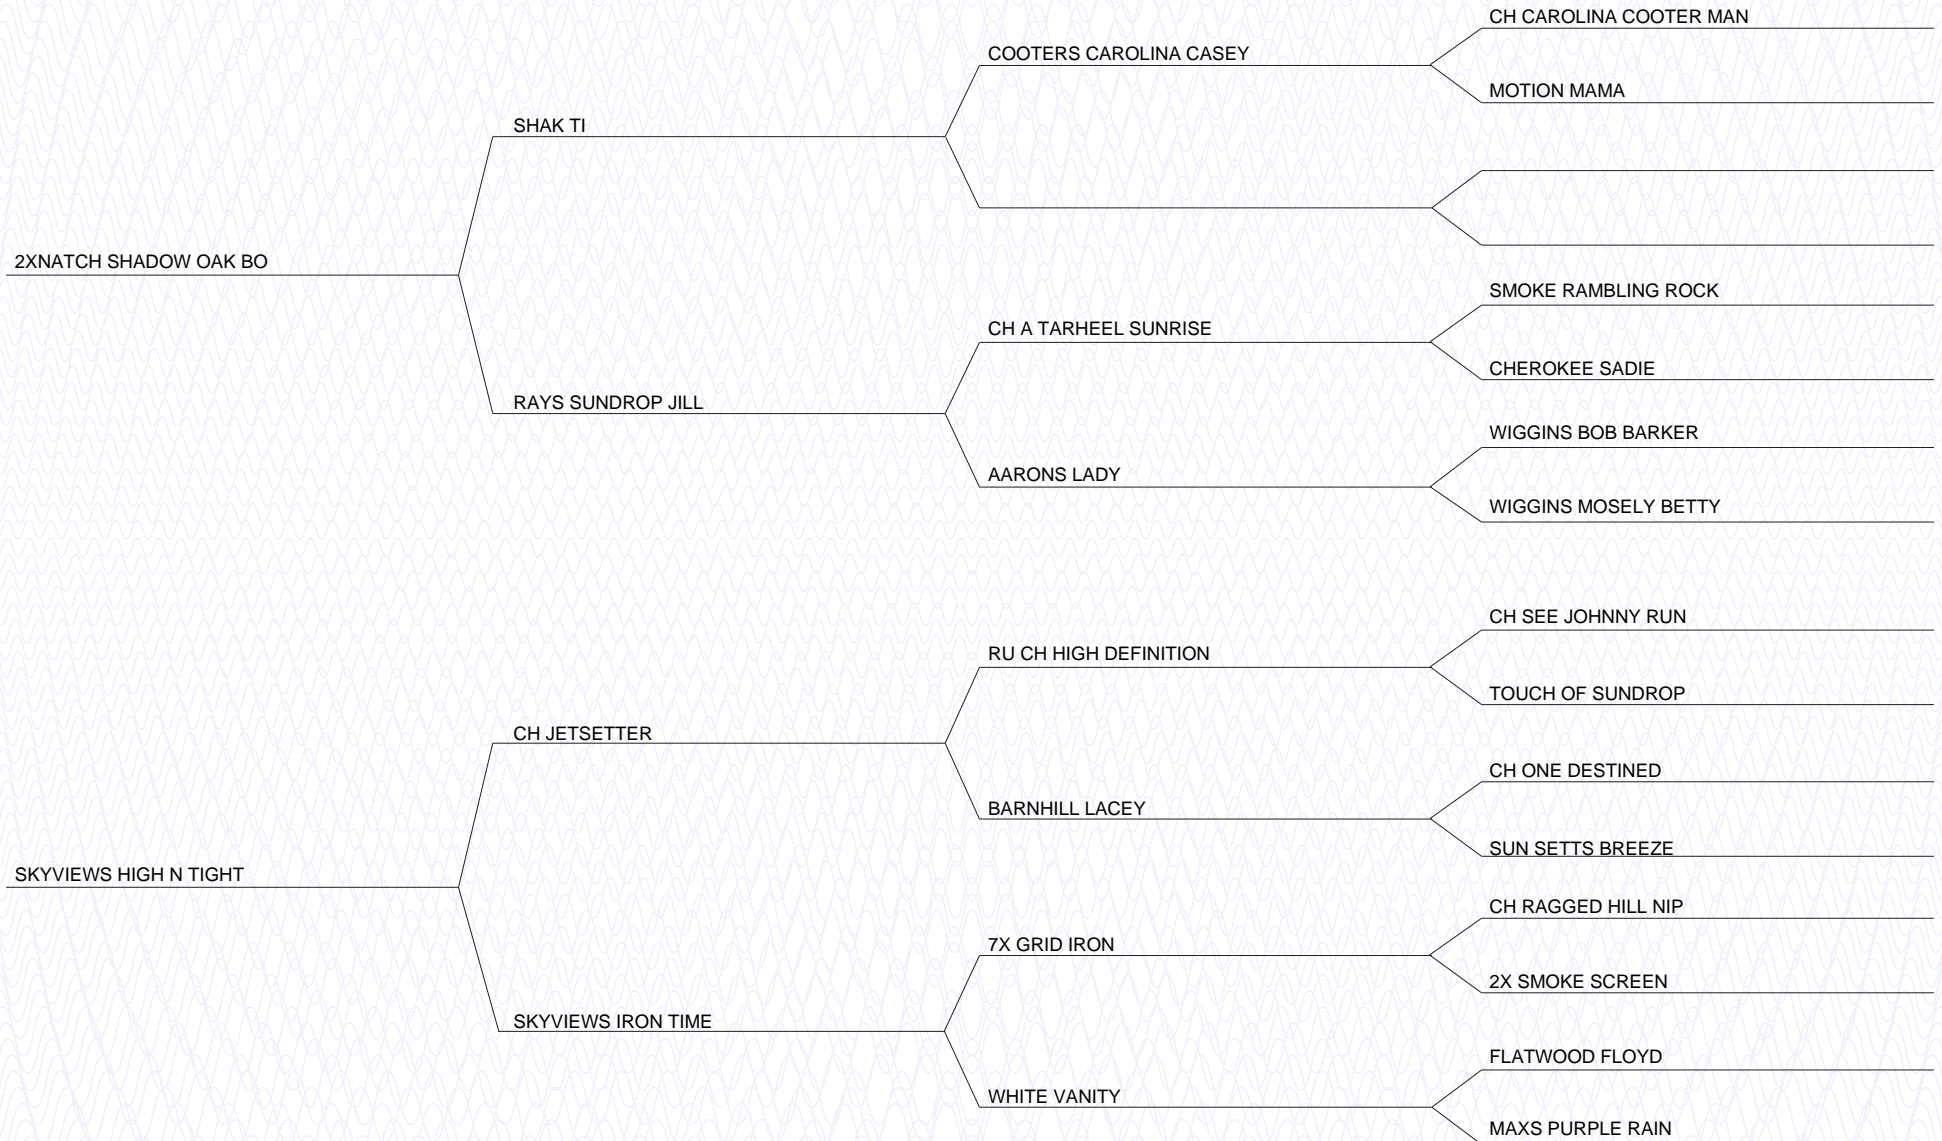 CH CAROLINA COOTER MAN
COOTERS CAROLINA CASEY
MOTION MAMA
SHAK TI
2XNATCH SHADOW OAK BO
SMOKE RAMBLING ROCK
CH A TARHEEL SUNRISE
CHEROKEE SADIE
RAYS SUNDROP JILL
WIGGINS BOB BARKER
AARONS LADY
WIGGINS MOSELY BETTY
CH SEE JOHNNY RUN
RU CH HIGH DEFINITION
TOUCH OF SUNDROP
CH JETSETTER
CH ONE DESTINED
BARNHILL LACEY
SUN SETTS BREEZE
SKYVIEWS HIGH N TIGHT
CH RAGGED HILL NIP
7X GRID IRON
2X SMOKE SCREEN
SKYVIEWS IRON TIME
FLATWOOD FLOYD
WHITE VANITY
MAXS PURPLE RAIN